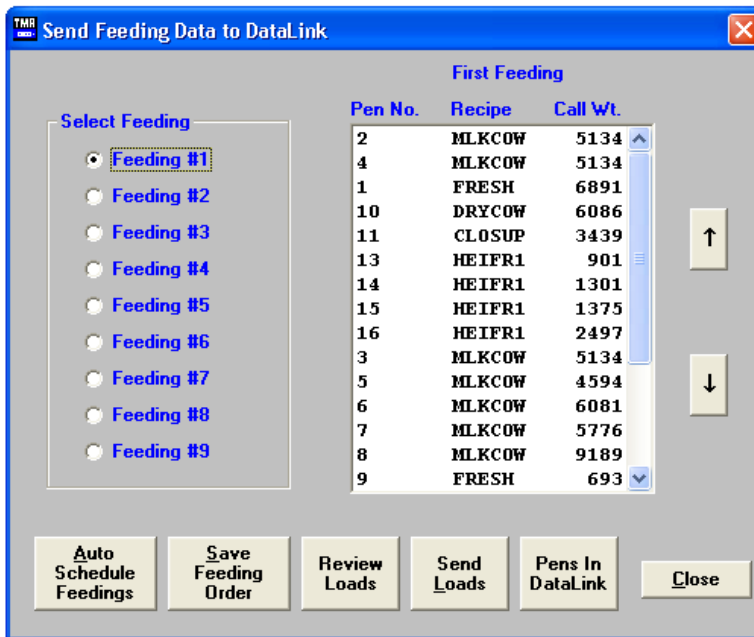 TMR
Send Feeding Data to DataLink
First Feeding
Pen No. Recipe Call Wt.
Select Feeding
Feeding #1
Feeding #2
Feeding #3
Feeding #4
Feeding #5
Feeding #6
Feeding #7
Feeding #8
Feeding #9
2 MLKCOW 5134
4 MLKCOW 5134
1 FRESH 6891
10 DRYCOW 6086
11 CLOSUP 3439
13 HEIFR1 901
14 HEIFR1 1301
15 HEIFR1 1375
16 HEIFR1 2497
3 MLKCOW 5134
5 MLKCOW 4594
6 MLKCOW 6081
7 MLKCOW 5776
8 MLKCOW 9189
9 FRESH 693
↑
↓
Auto
Schedule
Feedings
Save
Feeding
Order
Review
Loads
Send
Loads
Pens In
DataLink
Close